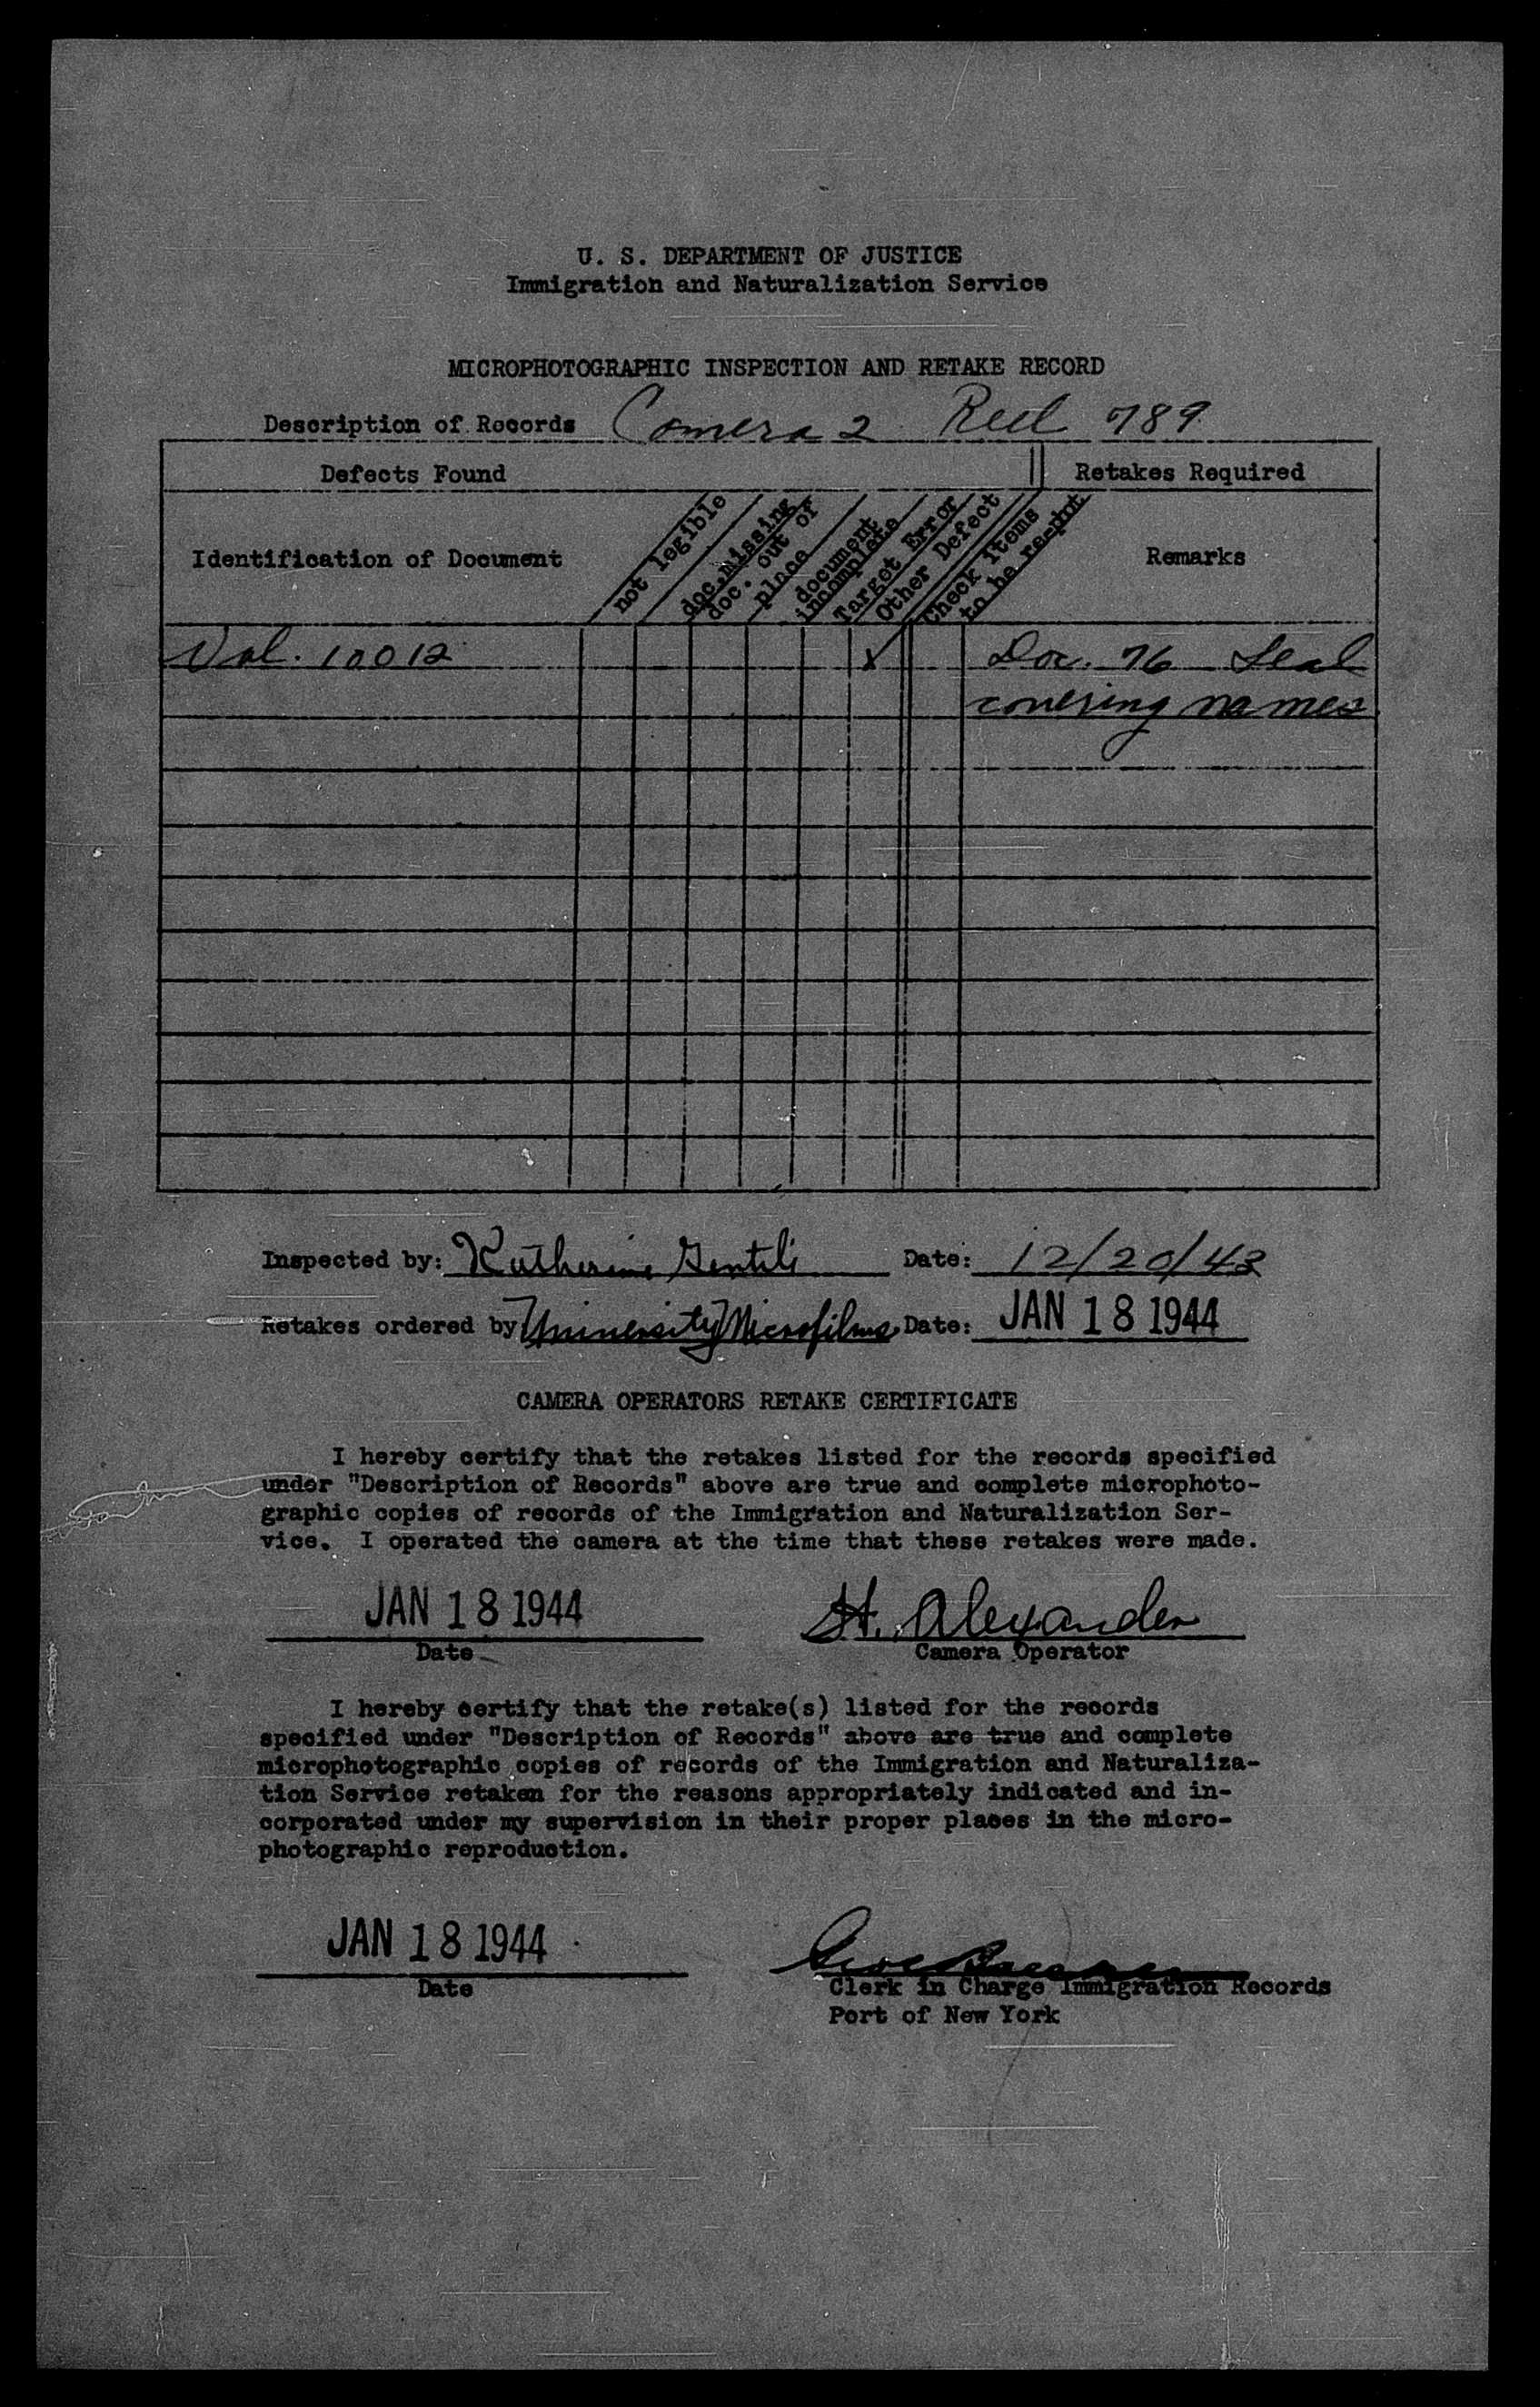 U. S. DEPARTMENT OF JUSTICE
Immigration and Naturalization Service
MICROPHOTOGRAPHIC INSPECTION AND RETAKE RECORD
Description of Records Camera 2 Reel 789
Defects Found Retakes Required
Identification of Document
not legible
doc. missing
doc. out of
place
document
incomplete
Target Error
Other Defect
Check Items
to be re-phot
Remarks
Vol. 10012 X Doc. 76 Seal
covering names
Inspected by: Katherine Gentile Date: 12/20/43
Retakes ordered by University Microfilms Date: JAN 18 1944
CAMERA OPERATORS RETAKE CERTIFICATE
I hereby certify that the retakes listed for the records specified
under "Description of Records" above are true and complete microphoto-
graphic copies of records of the Immigration and Naturalization Ser-
vice. I operated the camera at the time that these retakes were made.
JAN 18 1944 H. Alexander
Date Camera Operator
I hereby certify that the retake(s) listed for the records
specified under "Description of Records" above are true and complete
microphotographic copies of records of the Immigration and Naturaliza-
tion Service retaken for the reasons appropriately indicated and in-
corporated under my supervision in their proper places in the micro-
photographic reproduction.
JAN 18 1944
Date Clerk in Charge Immigration Records
Port of New York